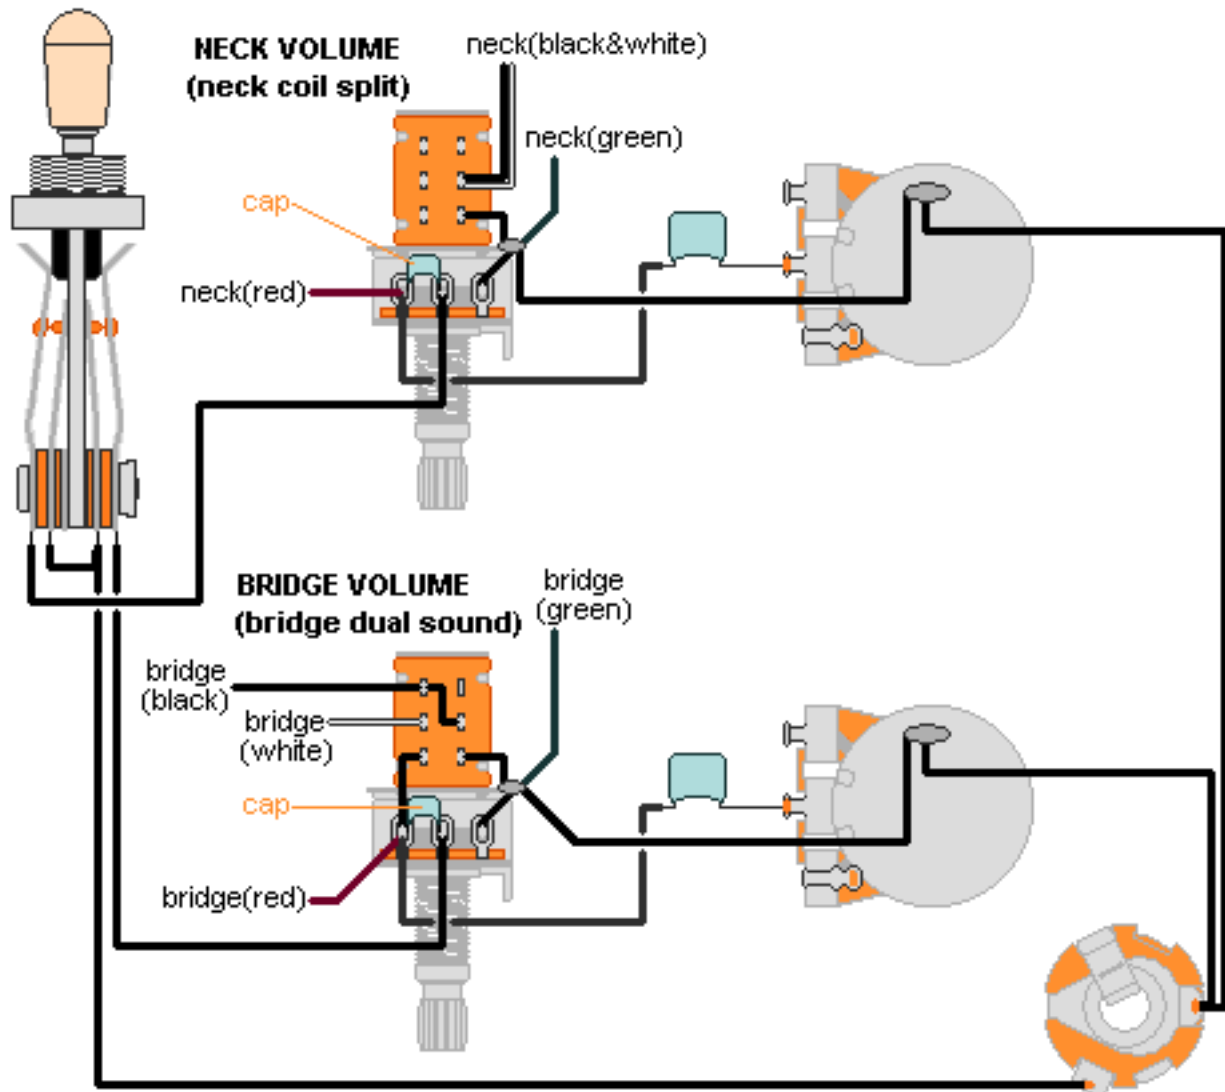 NECK VOLUME
(neck coil split)
neck(black&white)
neck(green)
cap
neck(red)
BRIDGE VOLUME
(bridge dual sound)
bridge
(green)
bridge
(black)
bridge
(white)
cap
bridge(red)